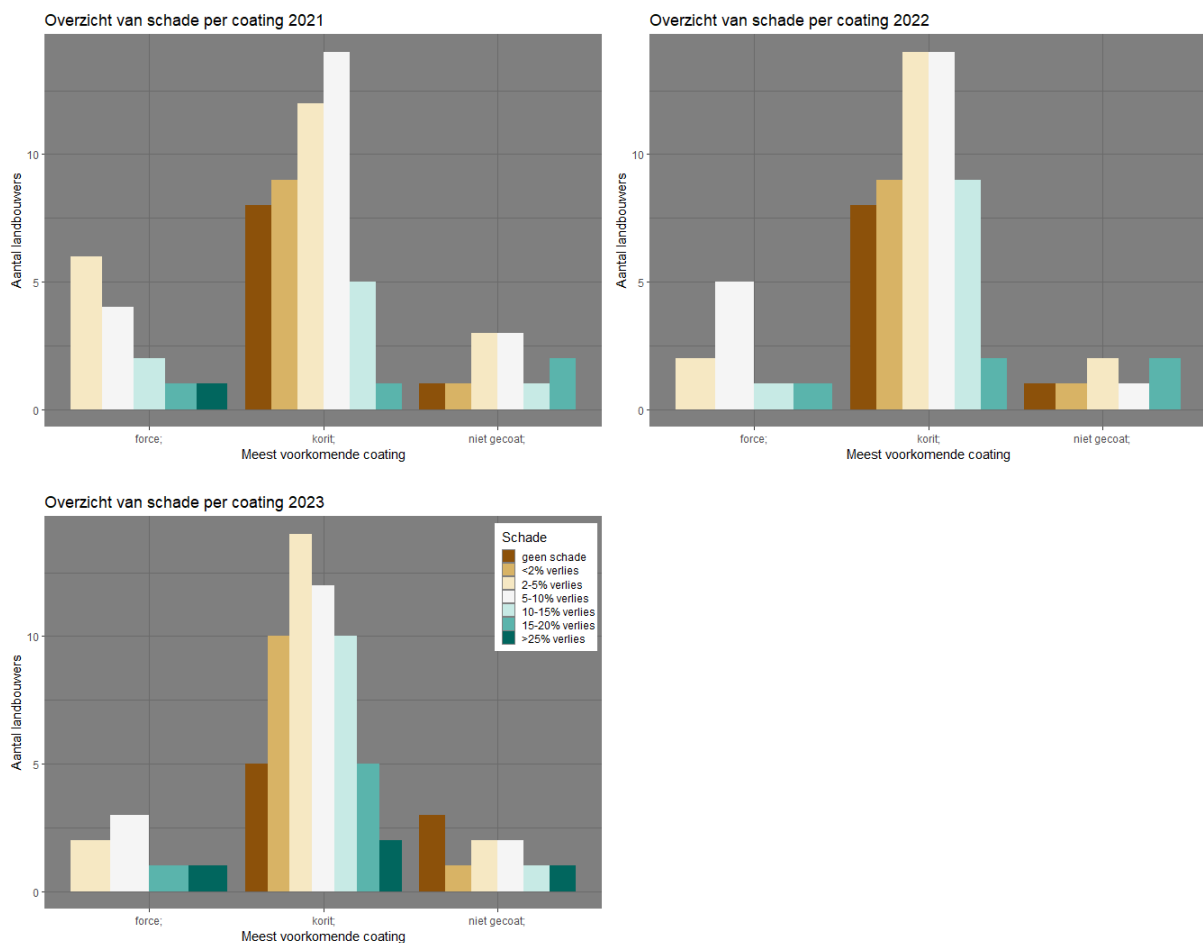 Overzicht van schade per coating 2021
Aantal landbouwers
10
5
0
force;
korit;
niet gecoat;
Meest voorkomende coating
Overzicht van schade per coating 2022
Aantal landbouwers
10
5
0
force;
korit;
niet gecoat;
Meest voorkomende coating
Overzicht van schade per coating 2023
Aantal landbouwers
10
5
0
force;
korit;
niet gecoat;
Meest voorkomende coating
Schade
geen schade
<2% verlies
2-5% verlies
5-10% verlies
10-15% verlies
15-20% verlies
>25% verlies